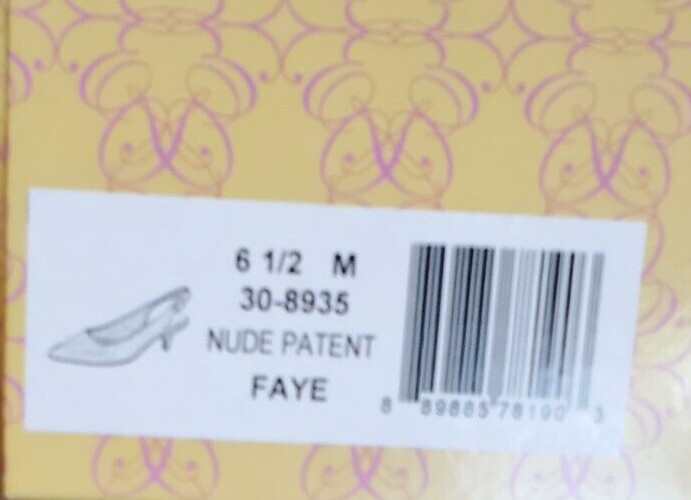 6 1/2 M
30-8935
NUDE PATENT
FAYE
8 89885 78190 3